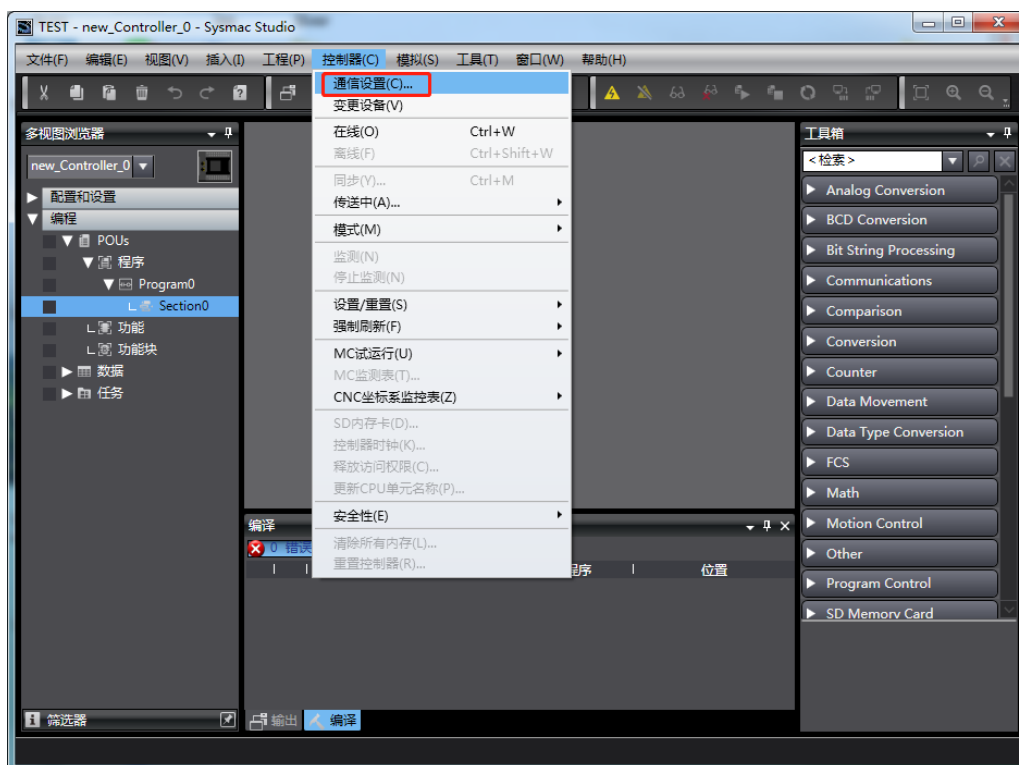 TEST - new_Controller_0 - Sysmac Studio
文件(F) 编辑(E) 视图(V) 插入(I) 工程(P) 控制器(C) 模拟(S) 工具(T) 窗口(W) 帮助(H)
通信设置(C)...
变更设备(V)
在线(O) Ctrl+W
离线(F) Ctrl+Shift+W
同步(Y)... Ctrl+M
传送中(A)...
模式(M)
监测(N)
停止监测(N)
设置/重置(S)
强制刷新(F)
MC试运行(U)
MC监测表(T)...
CNC坐标系监控表(Z)
SD内存卡(D)...
控制器时钟(K)...
释放访问权限(C)...
更新CPU单元名称(P)...
安全性(E)
清除所有内存(L)...
重置控制器(R)...
多视图浏览器
new_Controller_0
配置和设置
编程
POUs
程序
Program0
Section0
功能
功能块
数据
任务
筛选器
编译
0 错误
程序 位置
输出 编译
工具箱
<检索>
Analog Conversion
BCD Conversion
Bit String Processing
Communications
Comparison
Conversion
Counter
Data Movement
Data Type Conversion
FCS
Math
Motion Control
Other
Program Control
SD Memory Card